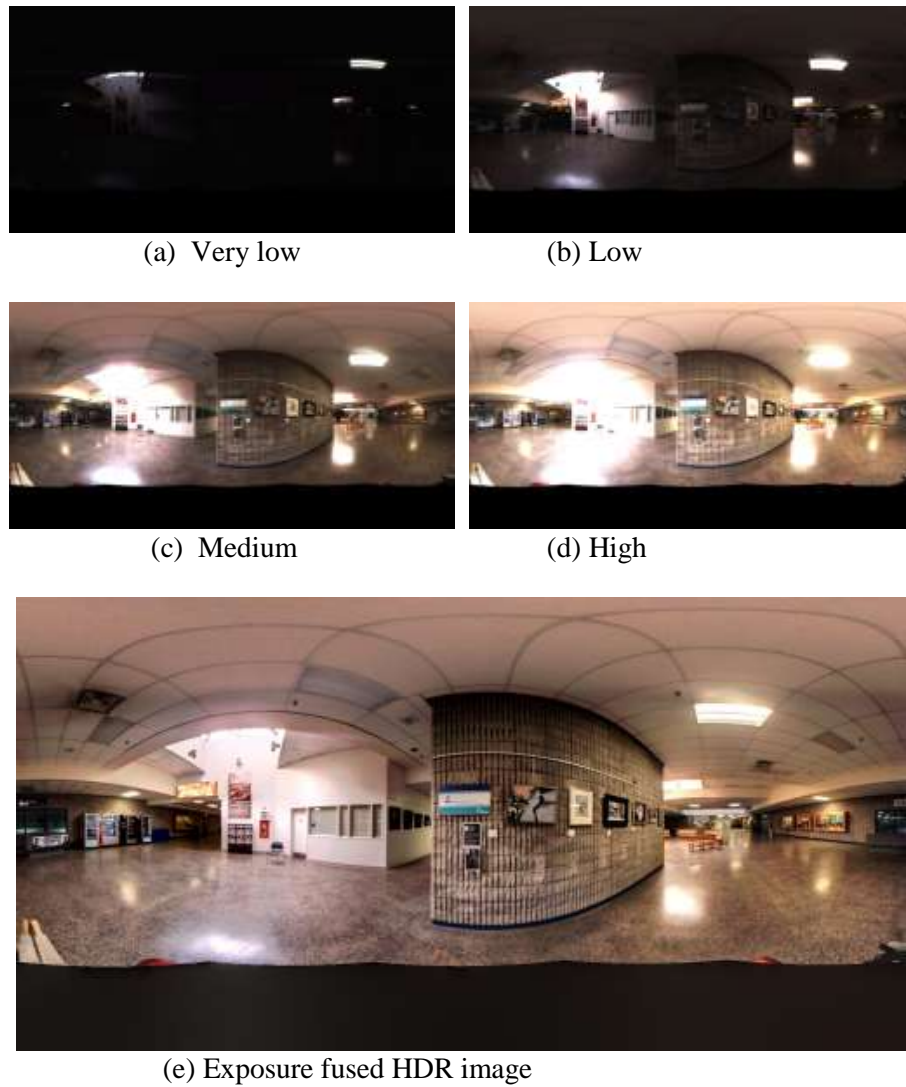 (a) Very low
(b) Low
(c) Medium
(d) High
(e) Exposure fused HDR image